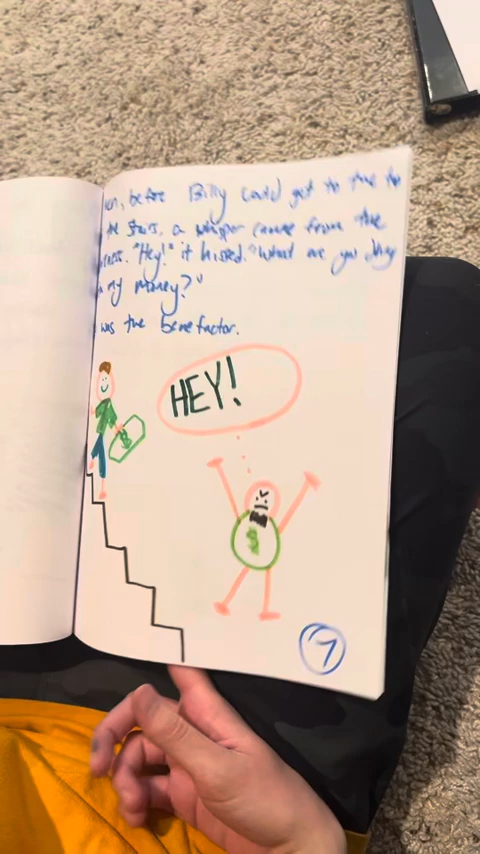 before Billy could get to the to
the stairs, a whisper came from the
"Hey!" it hissed. "What are you doing
my money?"
was the benefactor.
HEY!
$
$
7